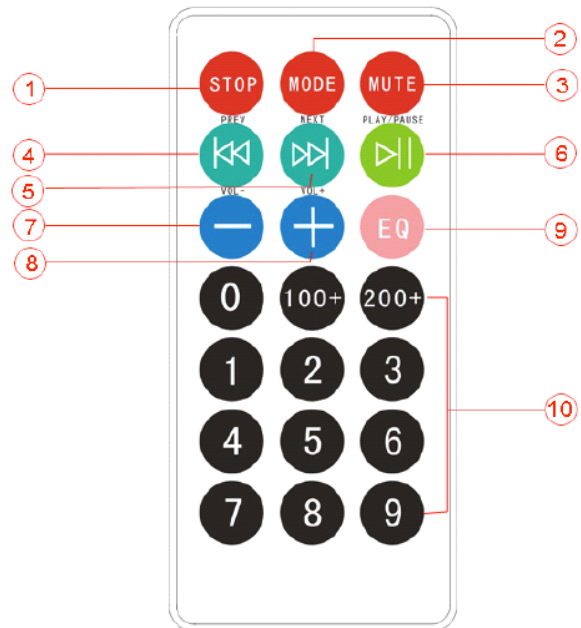 2
1 STOP MODE MUTE 3
PREV NEXT PLAY/PAUSE
4 6
5 VOL- VOL+
7 EQ 9
8
0 100+ 200+
1 2 3
10
4 5 6
7 8 9